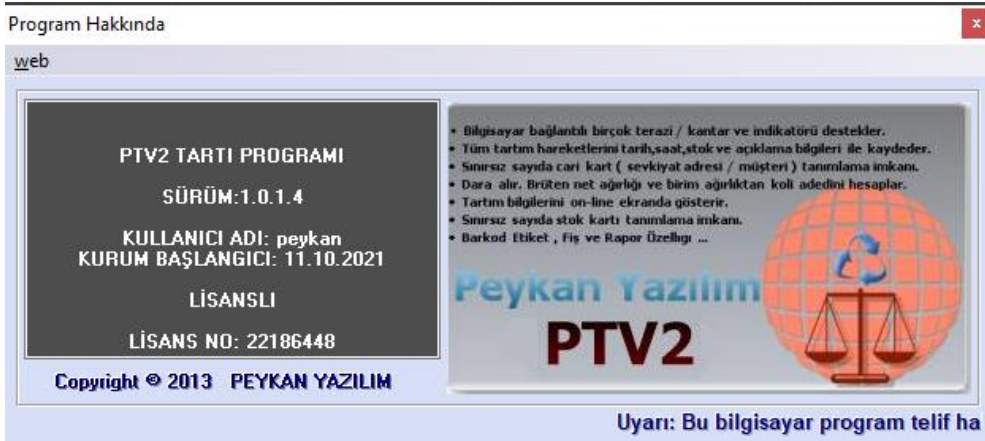 Program Hakkında
x
web
PTV2 TARTI PROGRAMI
SÜRÜM:1.0.1.4
KULLANICI ADI: peykan
KURUM BAŞLANGICI: 11.10.2021
LİSANSLI
LİSANS NO: 22186448
Copyright © 2013 PEYKAN YAZILIM
• Bilgisayar bağlantılı birçok terazi / kantar ve indikatörü destekler.
• Tüm tartım hareketlerini tarih,saat,stok ve açıklama bilgileri ile kaydeder.
• Sınırsız sayıda cari kart ( sevkiyat adresi / müşteri ) tanımlama imkanı.
• Dara alır. Brüten net ağırlığı ve birim ağırlıktan koli adedini hesaplar.
• Tartım bilgilerini on-line ekranda gösterir.
• Sınırsız sayıda stok kartı tanımlama imkanı.
• Barkod Etiket , Fiş ve Rapor Özelligı ...
Peykan Yazılım
PTV2
Uyarı: Bu bilgisayar program telif ha